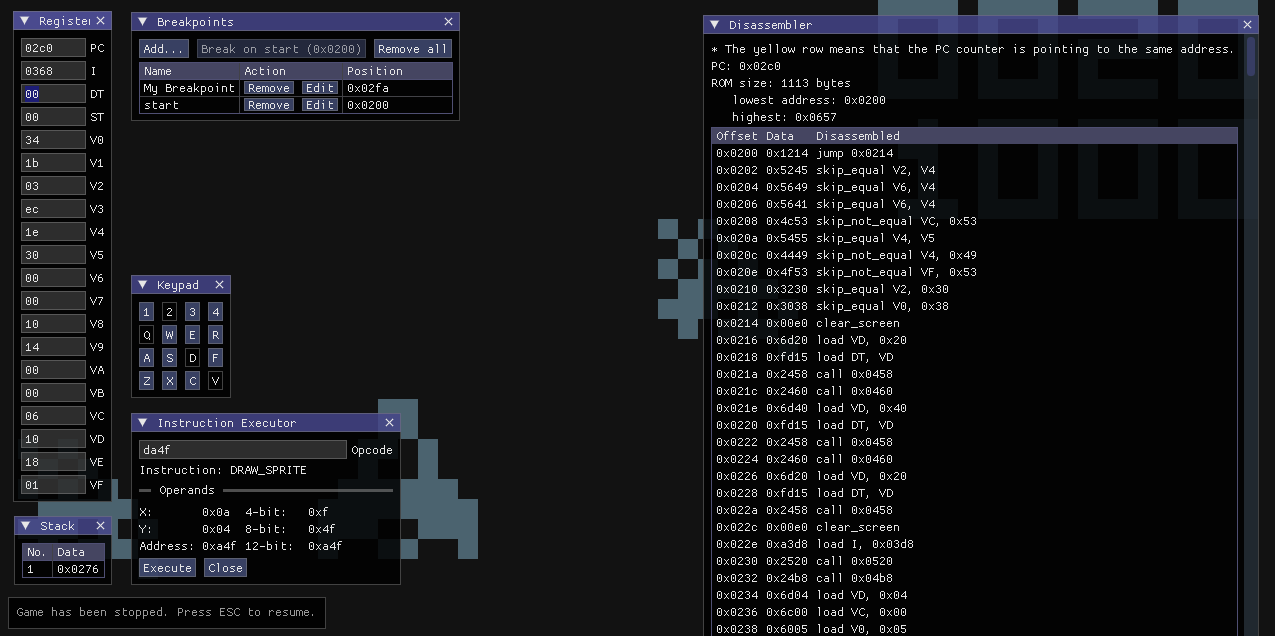 Register
02c0 PC
0368 I
00 DT
00 ST
34 V0
1b V1
03 V2
ec V3
1e V4
30 V5
00 V6
00 V7
10 V8
14 V9
00 VA
00 VB
06 VC
10 VD
18 VE
01 VF
Stack
No. Data
1 0x0276
Game has been stopped. Press ESC to resume.
Breakpoints
Add... Break on start (0x0200) Remove all
Name Action Position
My Breakpoint Remove Edit 0x02fa
start Remove Edit 0x0200
Keypad
1 2 3 4
Q W E R
A S D F
Z X C V
Instruction Executor
da4f Opcode
Instruction: DRAW_SPRITE
Operands
X: 0x0a 4-bit: 0xf
Y: 0x04 8-bit: 0x4f
Address: 0xa4f 12-bit: 0xa4f
Execute Close
Disassembler
* The yellow row means that the PC counter is pointing to the same address.
PC: 0x02c0
ROM size: 1113 bytes
lowest address: 0x0200
highest: 0x0657
Offset Data Disassembled
0x0200 0x1214 jump 0x0214
0x0202 0x5245 skip_equal V2, V4
0x0204 0x5649 skip_equal V6, V4
0x0206 0x5641 skip_equal V6, V4
0x0208 0x4c53 skip_not_equal VC, 0x53
0x020a 0x5455 skip_equal V4, V5
0x020c 0x4449 skip_not_equal V4, 0x49
0x020e 0x4f53 skip_not_equal VF, 0x53
0x0210 0x3230 skip_equal V2, 0x30
0x0212 0x3038 skip_equal V0, 0x38
0x0214 0x00e0 clear_screen
0x0216 0x6d20 load VD, 0x20
0x0218 0xfd15 load DT, VD
0x021a 0x2458 call 0x0458
0x021c 0x2460 call 0x0460
0x021e 0x6d40 load VD, 0x40
0x0220 0xfd15 load DT, VD
0x0222 0x2458 call 0x0458
0x0224 0x2460 call 0x0460
0x0226 0x6d20 load VD, 0x20
0x0228 0xfd15 load DT, VD
0x022a 0x2458 call 0x0458
0x022c 0x00e0 clear_screen
0x022e 0xa3d8 load I, 0x03d8
0x0230 0x2520 call 0x0520
0x0232 0x24b8 call 0x04b8
0x0234 0x6d04 load VD, 0x04
0x0236 0x6c00 load VC, 0x00
0x0238 0x6005 load V0, 0x05